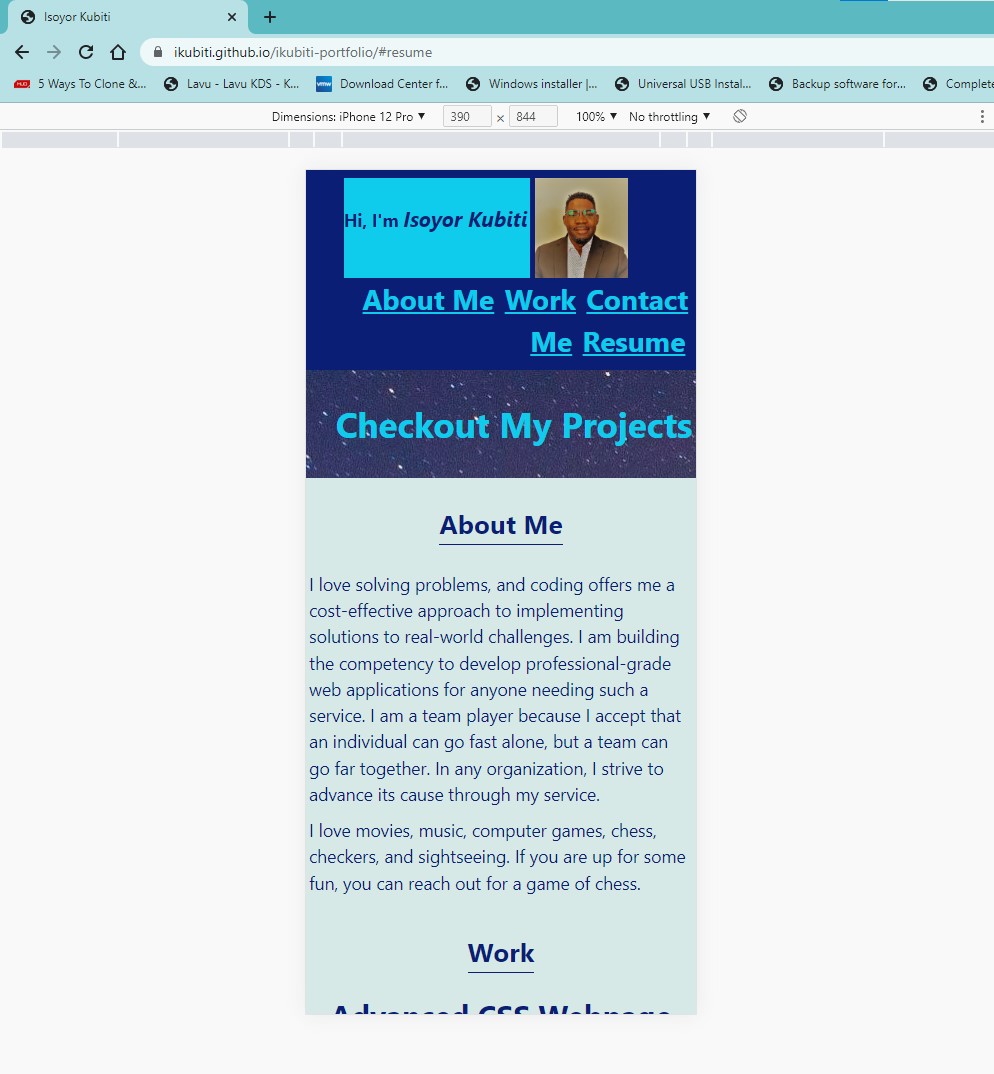 Isoyor Kubiti
ikubiti.github.io/ikubiti-portfolio/#resume
5 Ways To Clone &... Lavu - Lavu KDS - K... vmw Download Center f... Windows installer |... Universal USB Instal... Backup software for... Complete
Dimensions: iPhone 12 Pro ▼ 390 × 844 100% ▼ No throttling ▼
Hi, I'm Isoyor Kubiti
About Me Work Contact
Me Resume
Checkout My Projects
About Me
I love solving problems, and coding offers me a
cost-effective approach to implementing
solutions to real-world challenges. I am building
the competency to develop professional-grade
web applications for anyone needing such a
service. I am a team player because I accept that
an individual can go fast alone, but a team can
go far together. In any organization, I strive to
advance its cause through my service.
I love movies, music, computer games, chess,
checkers, and sightseeing. If you are up for some
fun, you can reach out for a game of chess.
Work
Advanced CSS Webpage